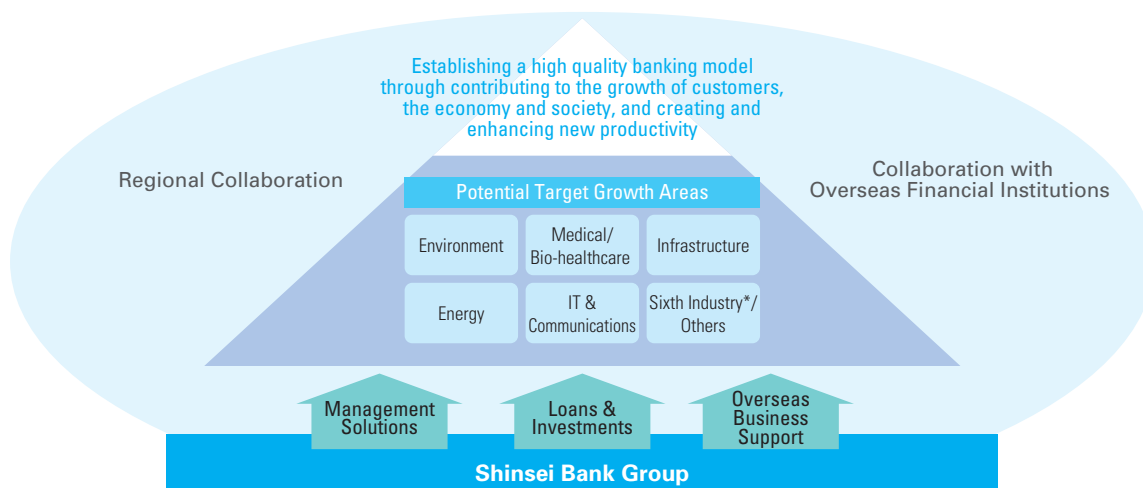 Establishing a high quality banking model
through contributing to the growth of customers,
the economy and society, and creating and
enhancing new productivity
Regional Collaboration
Collaboration with
Overseas Financial Institutions
Potential Target Growth Areas
Environment
Medical/
Bio-healthcare
Infrastructure
Energy
IT &
Communications
Sixth Industry*/
Others
Management
Solutions
Loans &
Investments
Overseas
Business
Support
Shinsei Bank Group